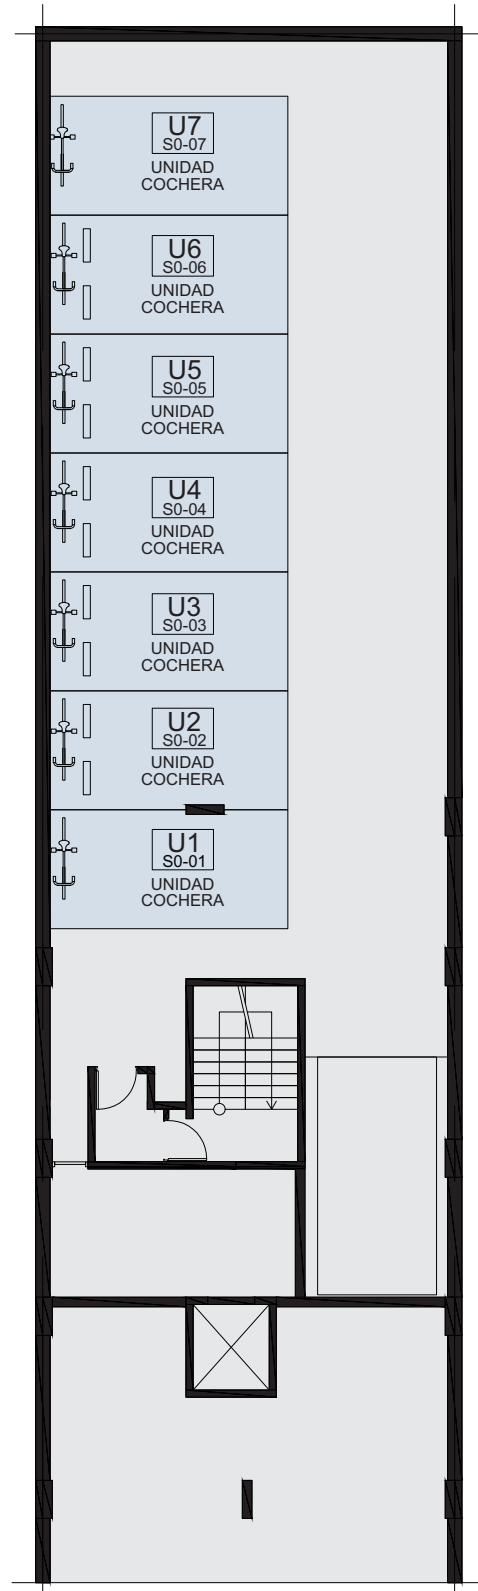 U7
S0-07
UNIDAD
COCHERA
U6
S0-06
UNIDAD
COCHERA
U5
S0-05
UNIDAD
COCHERA
U4
S0-04
UNIDAD
COCHERA
U3
S0-03
UNIDAD
COCHERA
U2
S0-02
UNIDAD
COCHERA
U1
S0-01
UNIDAD
COCHERA